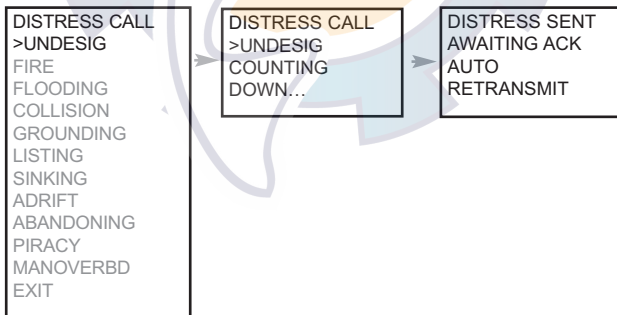 DISTRESS CALL
>UNDESIG
FIRE
FLOODING
COLLISION
GROUNDING
LISTING
SINKING
ADRIFT
ABANDONING
PIRACY
MANOVERBD
EXIT
DISTRESS CALL
>UNDESIG
COUNTING
DOWN...
DISTRESS SENT
AWAITING ACK
AUTO
RETRANSMIT